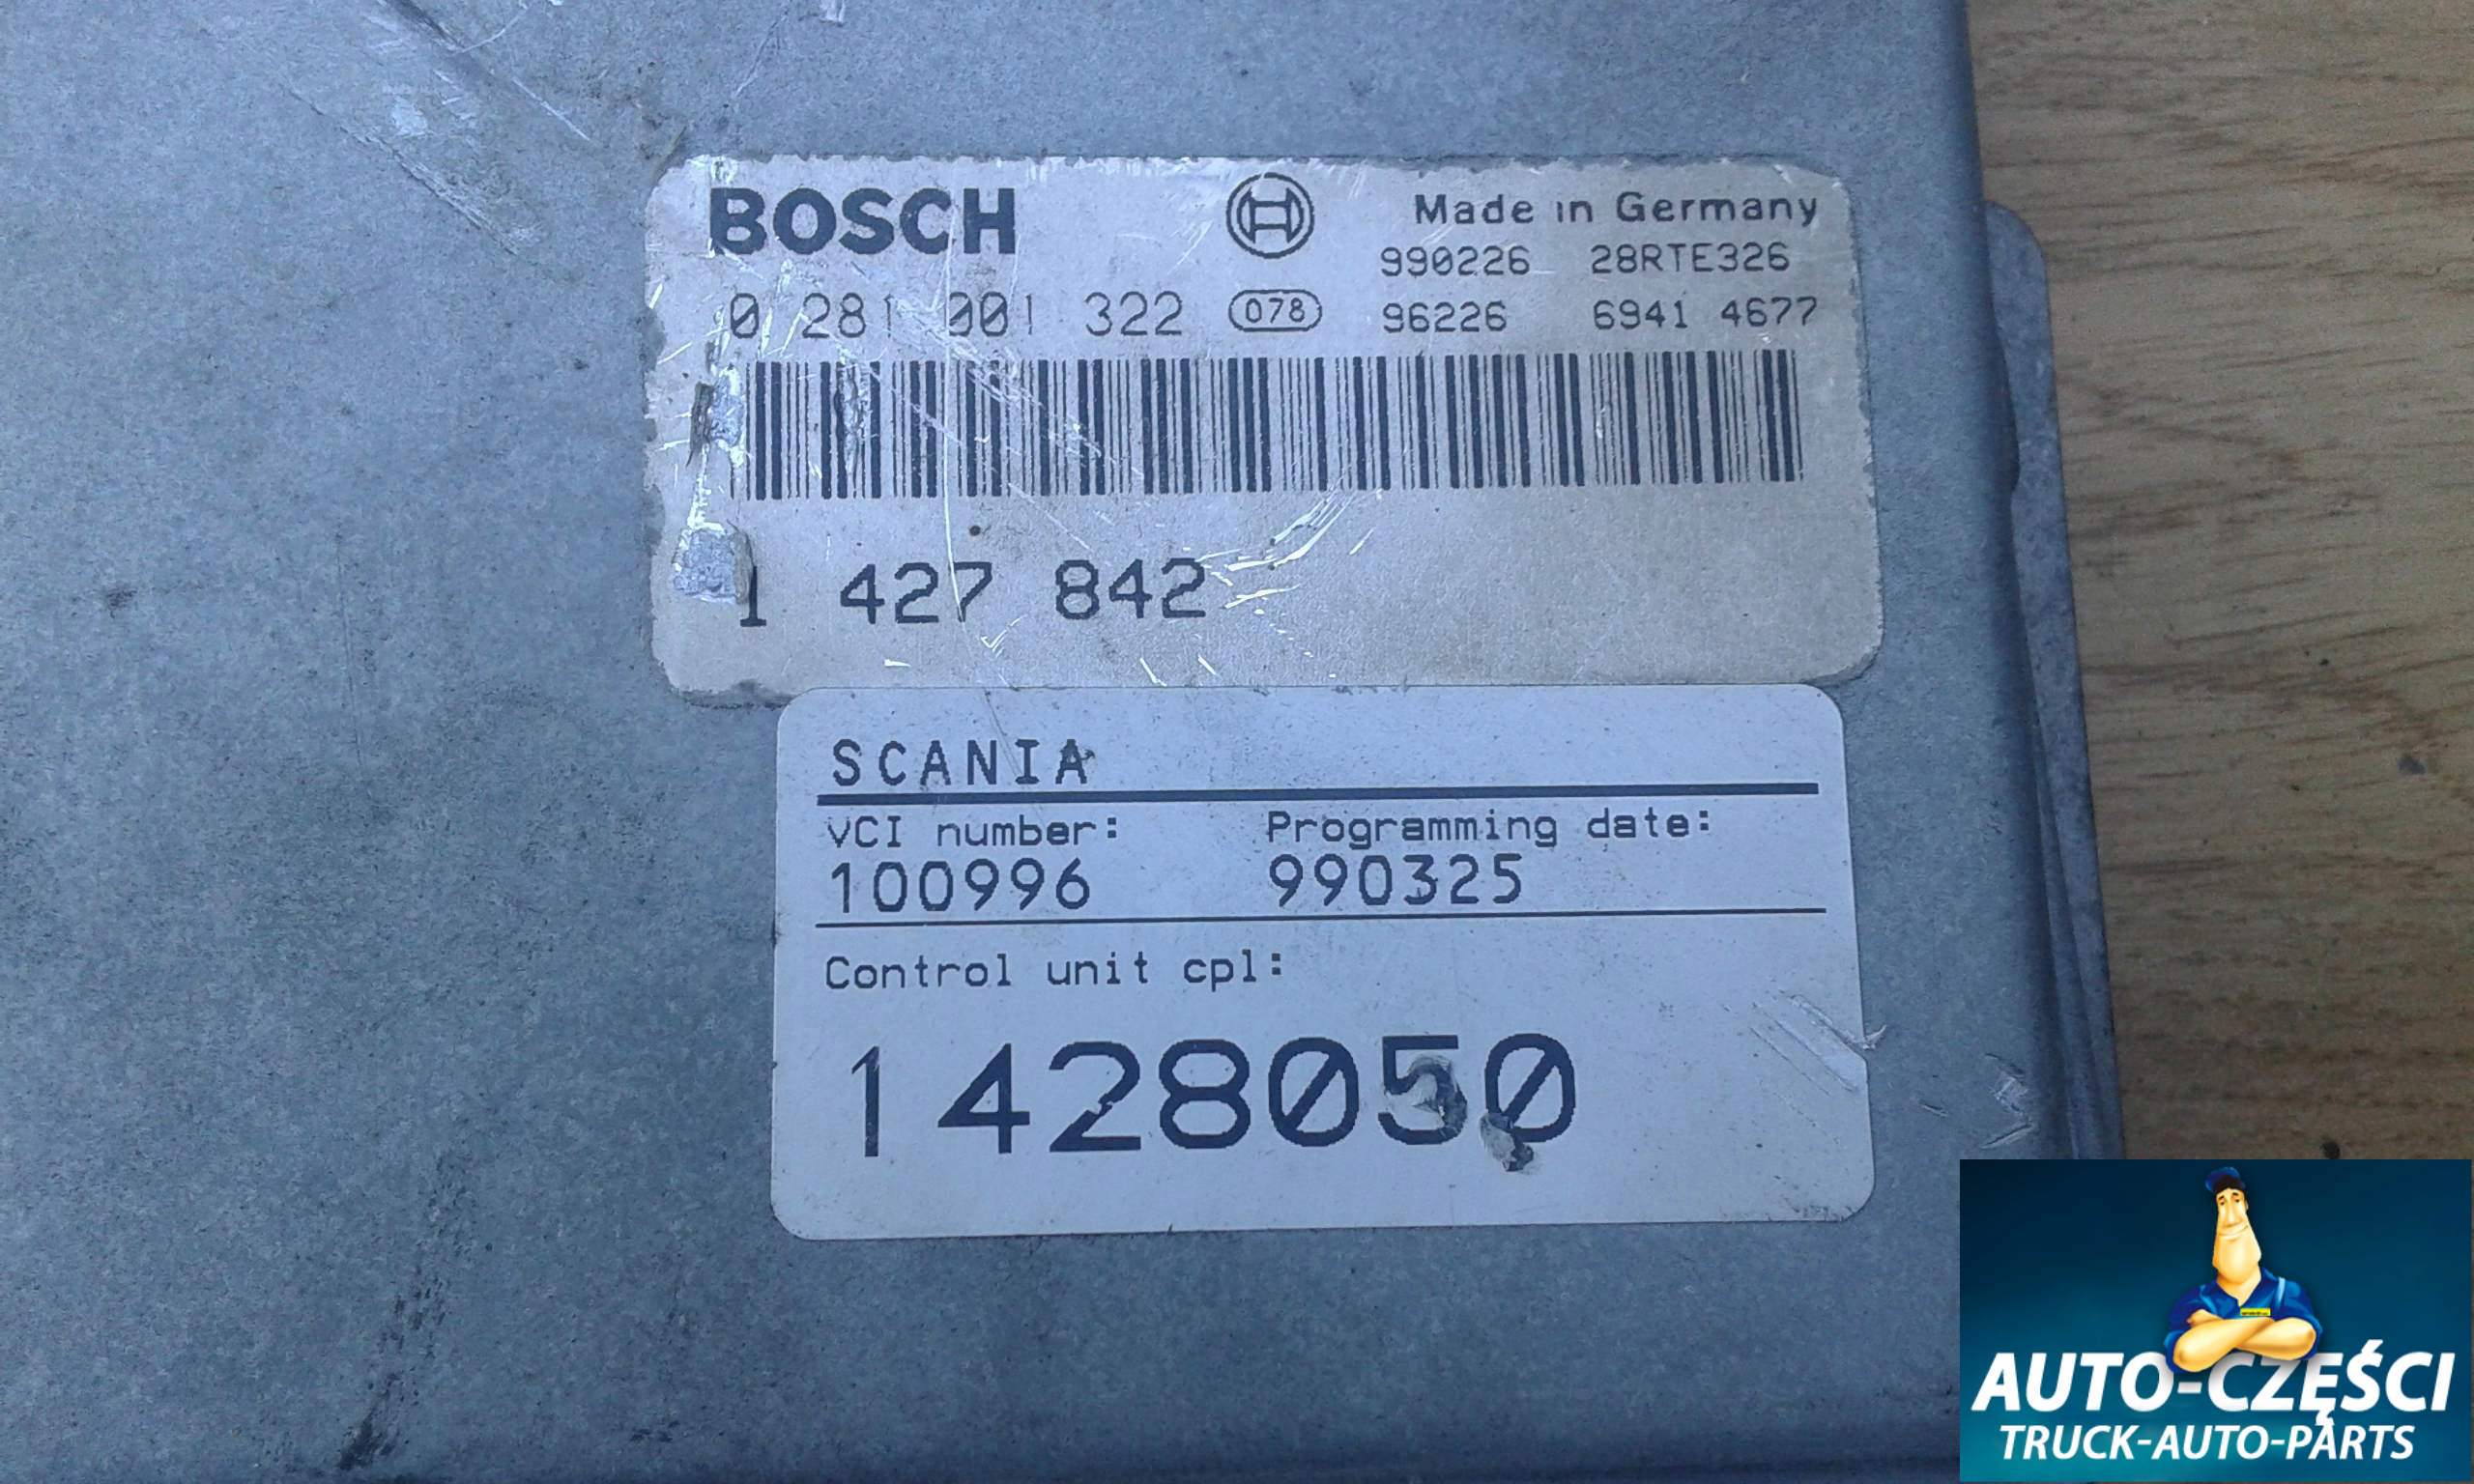 BOSCH Made in Germany
990226 28RTE326
0 281 001 322 078 96226 6941 4677
1 427 842
SCANIA
VCI number: Programming date:
100996 990325
Control unit cpl:
1428050
AUTO-CZĘŚCI
TRUCK-AUTO-PARTS